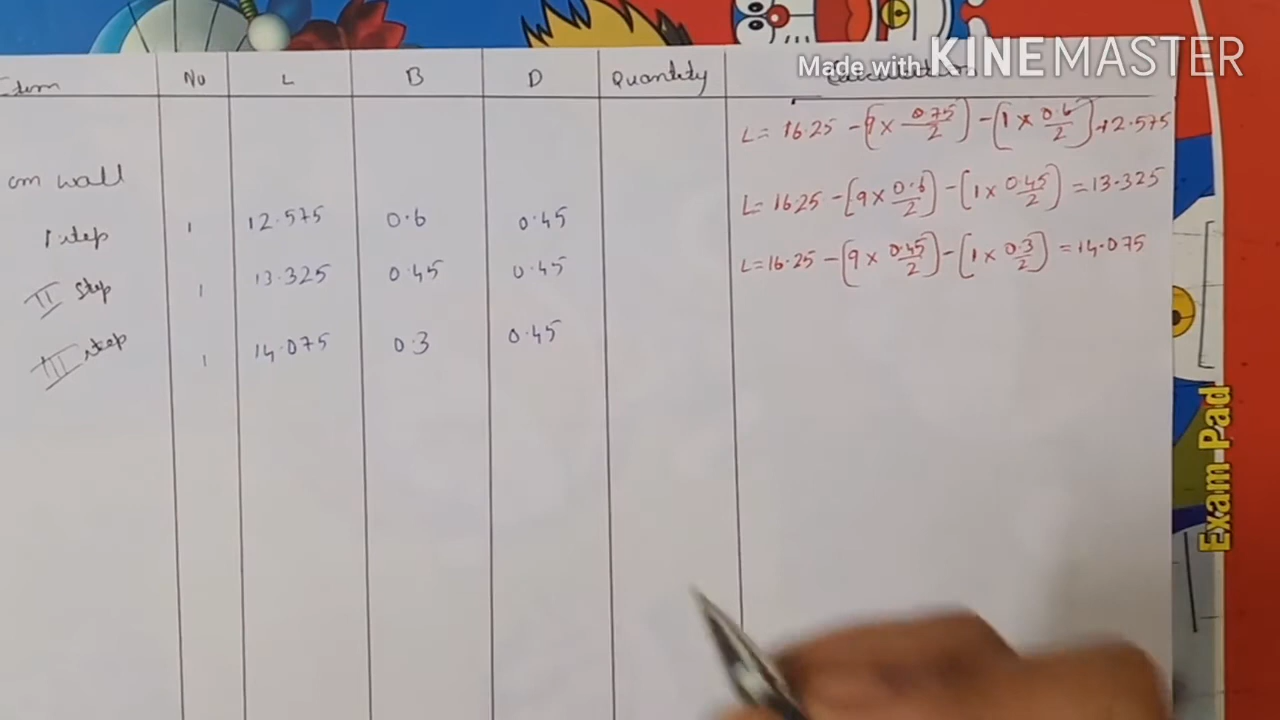 Made with KINEMASTER
Item No L B D Quantity Calculation
L = 16.25 - (9 × 0.75/2) - (1 × 0.6/2) = 12.575
cm wall
L = 16.25 - (9 × 0.6/2) - (1 × 0.45/2) = 13.325
I step 1 12.575 0.6 0.45
L = 16.25 - (9 × 0.45/2) - (1 × 0.3/2) = 14.075
II step 1 13.325 0.45 0.45
III step 1 14.075 0.3 0.45
Exam-Pad